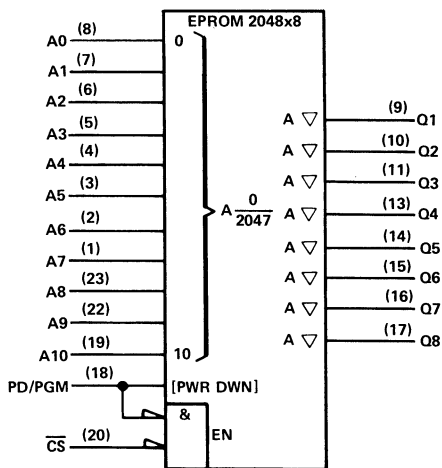 EPROM 2048x8
A0 (8) 0
A1 (7)
A2 (6)
A3 (5)
A4 (4)
A5 (3)
A6 (2)
A7 (1)
A8 (23)
A9 (22)
A10 (19) 10
A 0
2047
PD/PGM (18) [PWR DWN]
&
EN
CS (20)
A ▽ (9) Q1
A ▽ (10) Q2
A ▽ (11) Q3
A ▽ (13) Q4
A ▽ (14) Q5
A ▽ (15) Q6
A ▽ (16) Q7
A ▽ (17) Q8